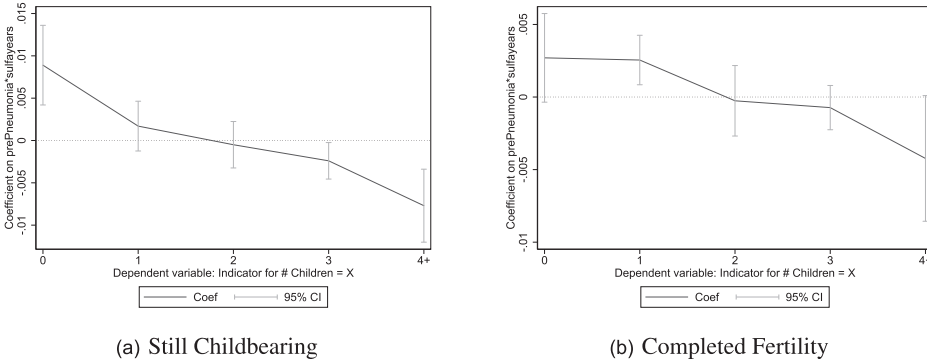 .015
.01
.005
0
-.005
-.01
Coefficient on prePneumonia*sulfayears
0 1 2 3 4+
Dependent variable: Indicator for # Children = X
Coef 95% CI
(a) Still Childbearing
.005
0
-.005
-.01
Coefficient on prePneumonia*sulfayears
0 1 2 3 4+
Dependent variable: Indicator for # Children = X
Coef 95% CI
(b) Completed Fertility